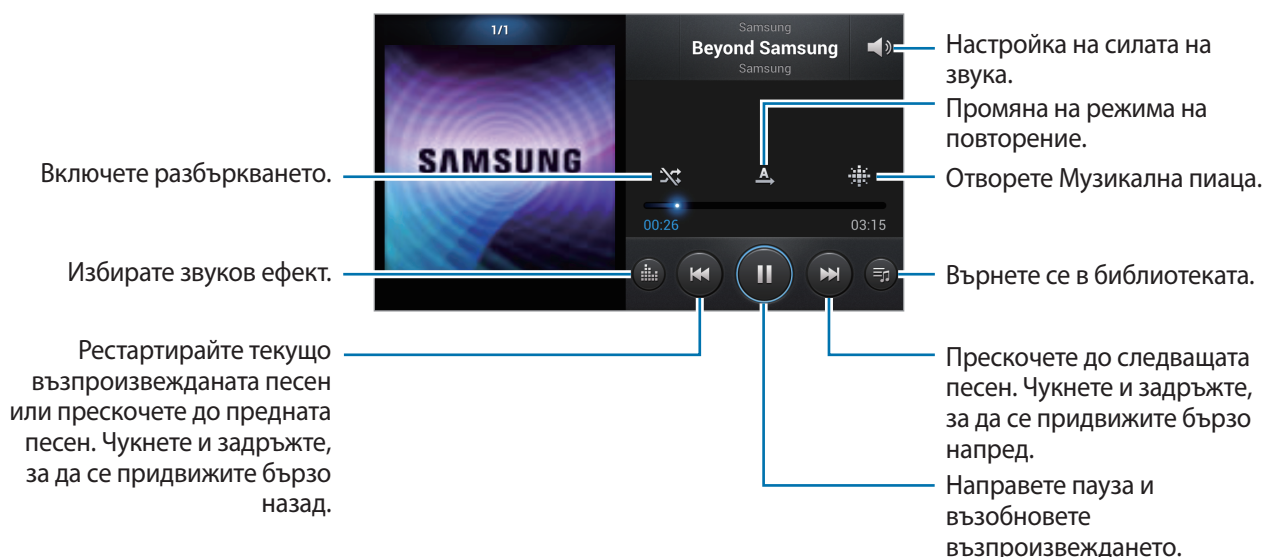 1/1
Samsung
Beyond Samsung
Samsung
SAMSUNG
A
00:26
03:15
Включете разбъркването.
Избирате звуков ефект.
Рестартирайте текущо
възпроизвежданата песен
или прескочете до предната
песен. Чукнете и задръжте,
за да се придвижите бързо
назад.
Настройка на силата на
звука.
Промяна на режима на
повторение.
Отворете Музикална пиаца.
Върнете се в библиотеката.
Прескочете до следващата
песен. Чукнете и задръжте,
за да се придвижите бързо
напред.
Направете пауза и
възобновете
възпроизвеждането.